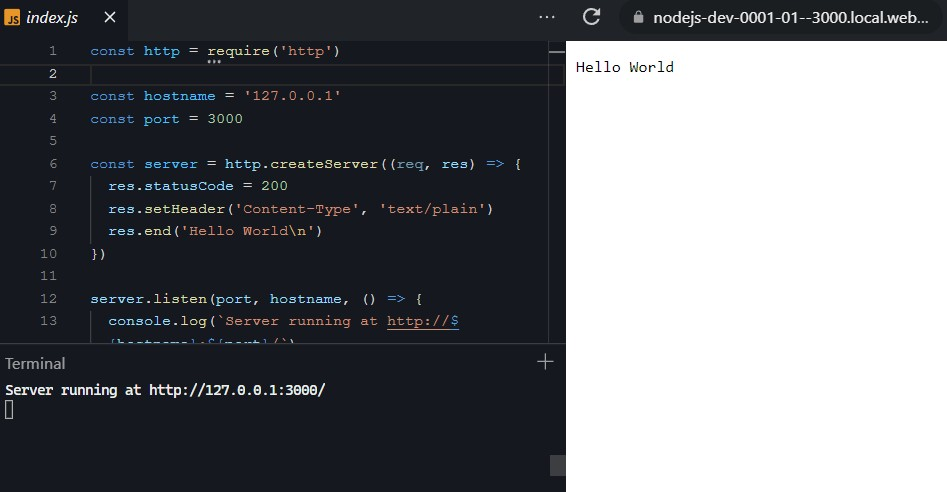 JS index.js
nodejs-dev-0001-01--3000.local.web...
1 const http = require('http')
2
3 const hostname = '127.0.0.1'
4 const port = 3000
5
6 const server = http.createServer((req, res) => {
7 res.statusCode = 200
8 res.setHeader('Content-Type', 'text/plain')
9 res.end('Hello World\n')
10 })
11
12 server.listen(port, hostname, () => {
13 console.log(`Server running at http://$
{hostname}:${port}/`)
Terminal
Server running at http://127.0.0.1:3000/
Hello World